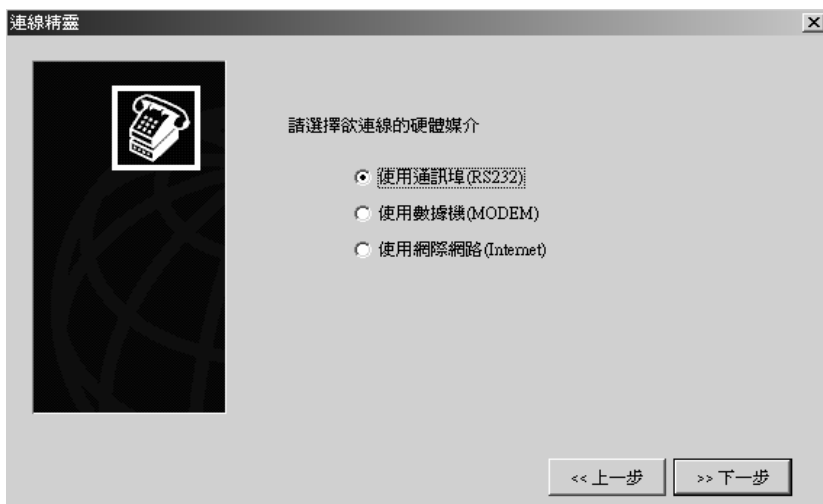 連線精靈
請選擇欲連線的硬體媒介
使用通訊埠(RS232)
使用數據機(MODEM)
使用網際網路(Internet)
<< 上一步
>> 下一步